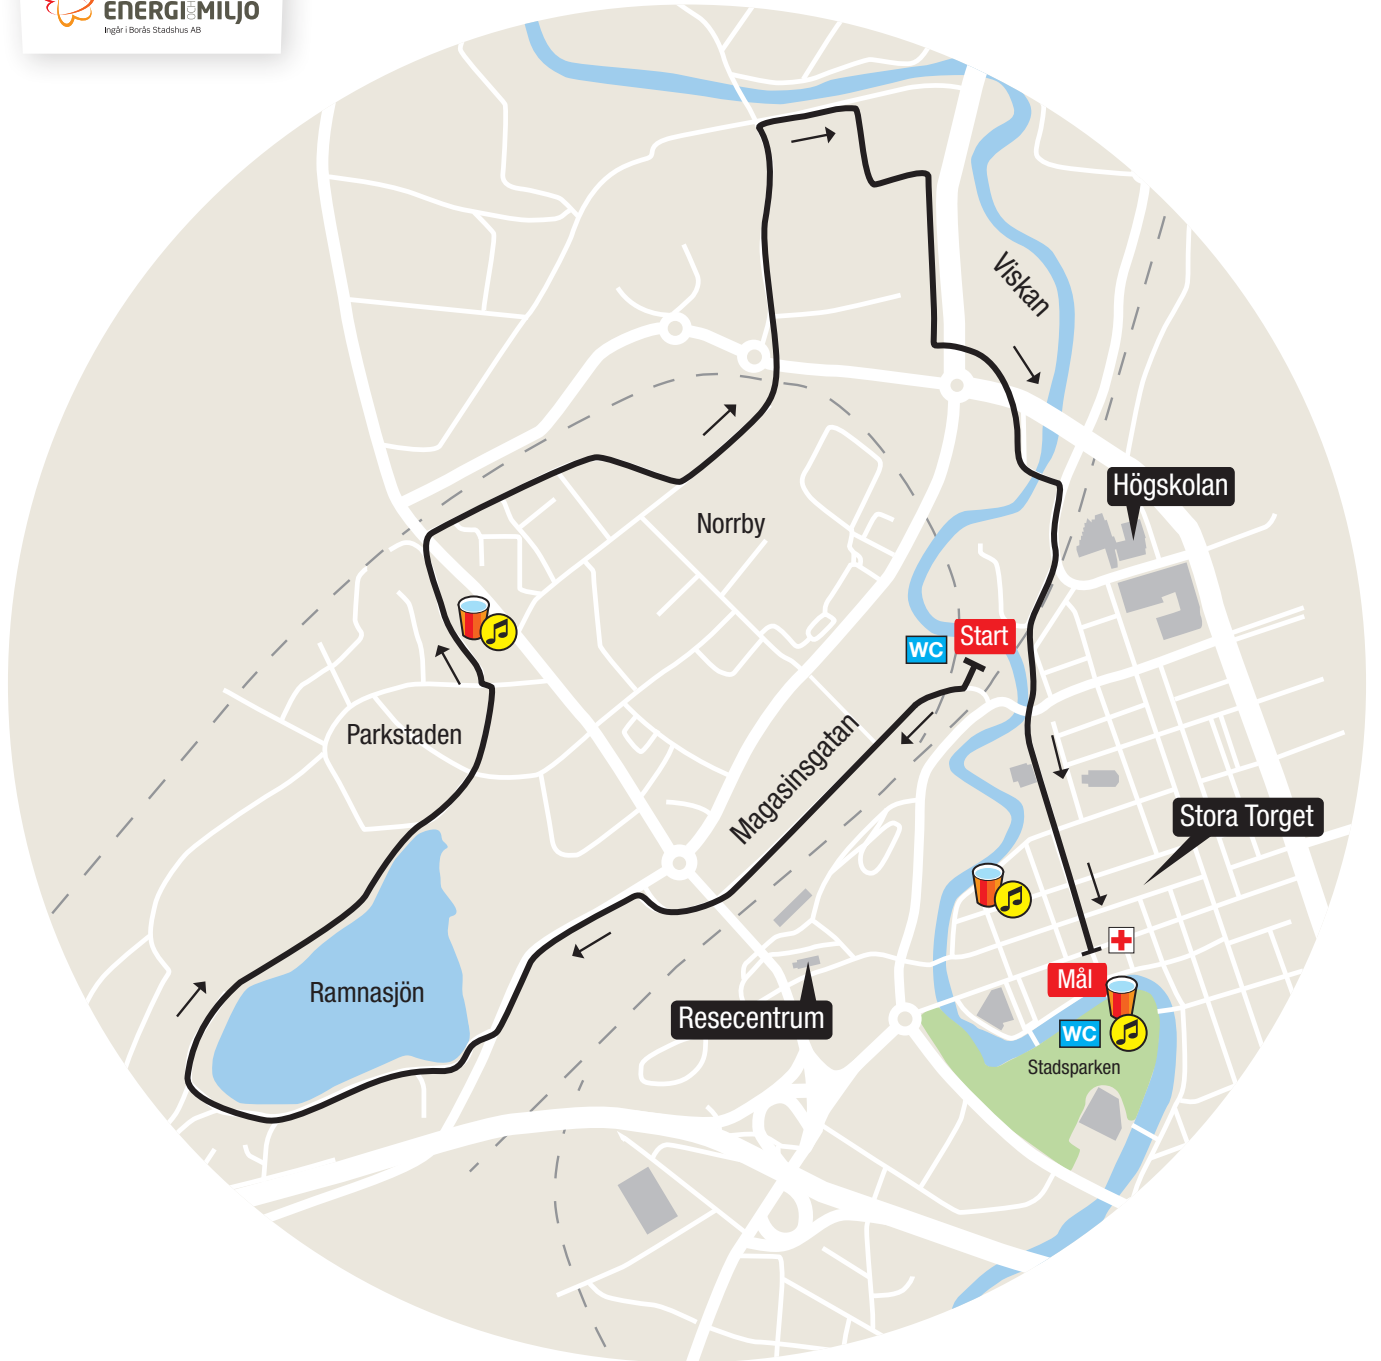 ENERGI OCH MILJÖ
Ingår i Borås Stadshus AB
Viskan
Högskolan
Norrby
WC
Start
Parkstaden
Magasinsgatan
Stora Torget
Ramnasjön
Resecentrum
Mål
WC
Stadsparken